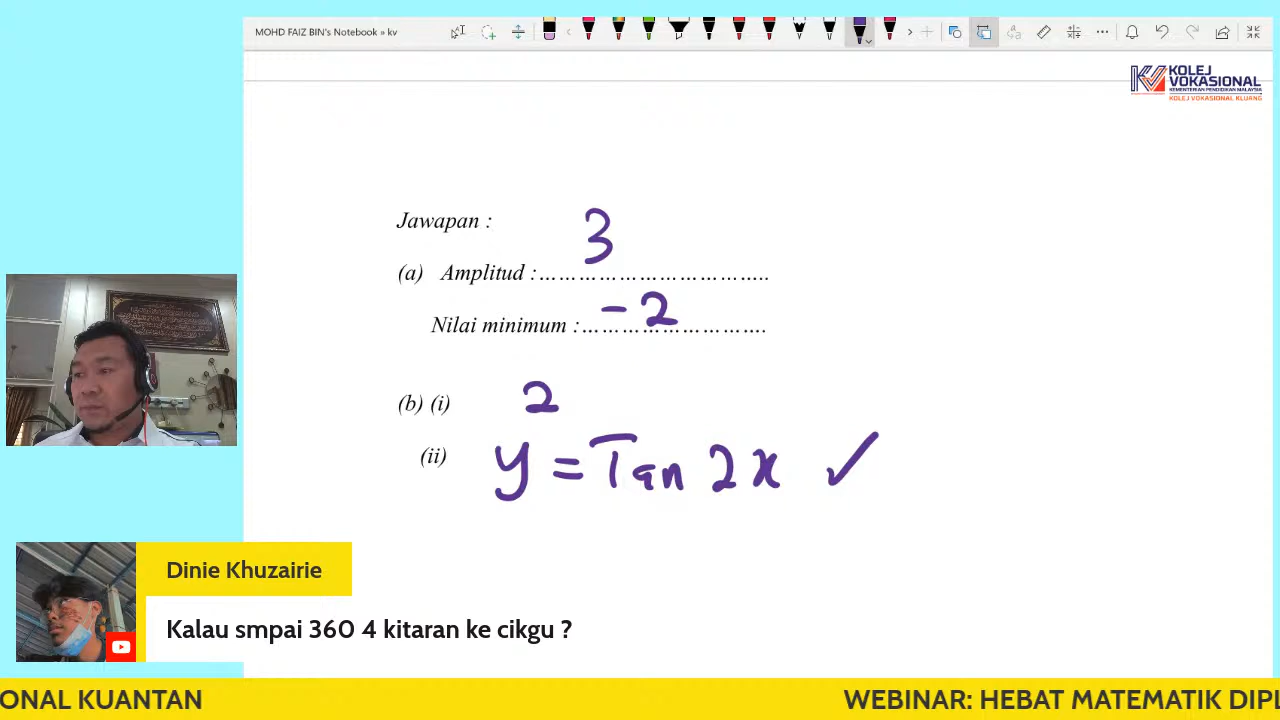 MOHD FAIZ BIN's Notebook » kv
KOLEJ
VOKASIONAL
KEMENTERIAN PENDIDIKAN MALAYSIA
KOLEJ VOKASIONAL KLUANG
Jawapan :
3
(a) Amplitud :………………………………..
-2
Nilai minimum :…………………………….
(b) (i) 2
(ii) y = Tan 2x ✓
Dinie Khuzairie
Kalau smpai 360 4 kitaran ke cikgu ?
ONAL KUANTAN
WEBINAR: HEBAT MATEMATIK DIPL